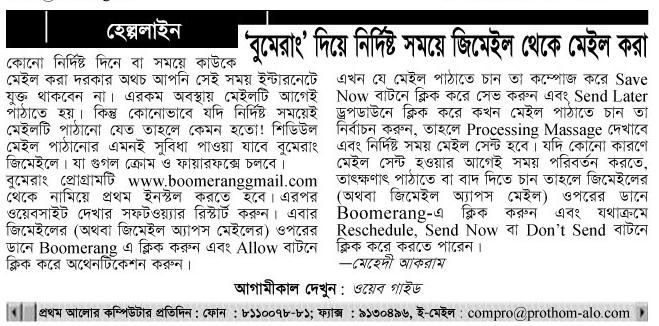 হেল্পলাইন
‘বুমেরাং’ দিয়ে নির্দিষ্ট সময়ে জিমেইল থেকে মেইল করা
কোনো নির্দিষ্ট দিনে বা সময়ে কাউকে
মেইল করা দরকার অথচ আপনি সেই সময় ইন্টারনেটে
যুক্ত থাকবেন না। এরকম অবস্থায় মেইলটি আগেই
পাঠাতে হয়। কিন্তু কোনোভাবে যদি নির্দিষ্ট সময়েই
মেইলটি পাঠানো যেত তাহলে কেমন হতো! শিডিউল
মেইল পাঠানোর এমনই সুবিধা পাওয়া যাবে বুমেরাং
জিমেইলে। যা গুগল ক্রোম ও ফায়ারফক্সে চলবে।
বুমেরাং প্রোগ্রামটি www.boomeranggmail.com
থেকে নামিয়ে প্রথম ইনস্টল করতে হবে। এরপর
ওয়েবসাইট দেখার সফটওয়্যার রিস্টার্ট করুন। এবার
জিমেইলের (অথবা জিমেইল অ্যাপস মেইলের) ওপরের
ডানে Boomerang এ ক্লিক করুন এবং Allow বাটনে
ক্লিক করে অথেনটিকেশন করুন।
এখন যে মেইল পাঠাতে চান তা কম্পোজ করে Save
Now বাটনে ক্লিক করে সেভ করুন এবং Send Later
ড্রপডাউনে ক্লিক করে কখন মেইল পাঠাতে চান তা
নির্বাচন করুন, তাহলে Processing Massage দেখাবে
এবং নির্দিষ্ট সময় মেইল সেন্ট হবে। যদি কোনো কারণে
মেইল সেন্ট হওয়ার আগেই সময় পরিবর্তন করতে,
তাৎক্ষণাৎ পাঠাতে বা বাদ দিতে চান তাহলে জিমেইলের
(অথবা জিমেইল অ্যাপস মেইল) ওপরের ডানে
Boomerang-এ ক্লিক করুন এবং যথাক্রমে
Reschedule, Send Now বা Don’t Send বাটনে
ক্লিক করে করতে পারেন।
—মেহেদী আকরাম
আগামীকাল দেখুন : ওয়েব গাইড
প্রথম আলোর কম্পিউটার প্রতিদিন : ফোন : ৮১১০০৭৮-৮১; ফ্যাক্স : ৯১৩০৪৯৬, ই-মেইল : compro@prothom-alo.com